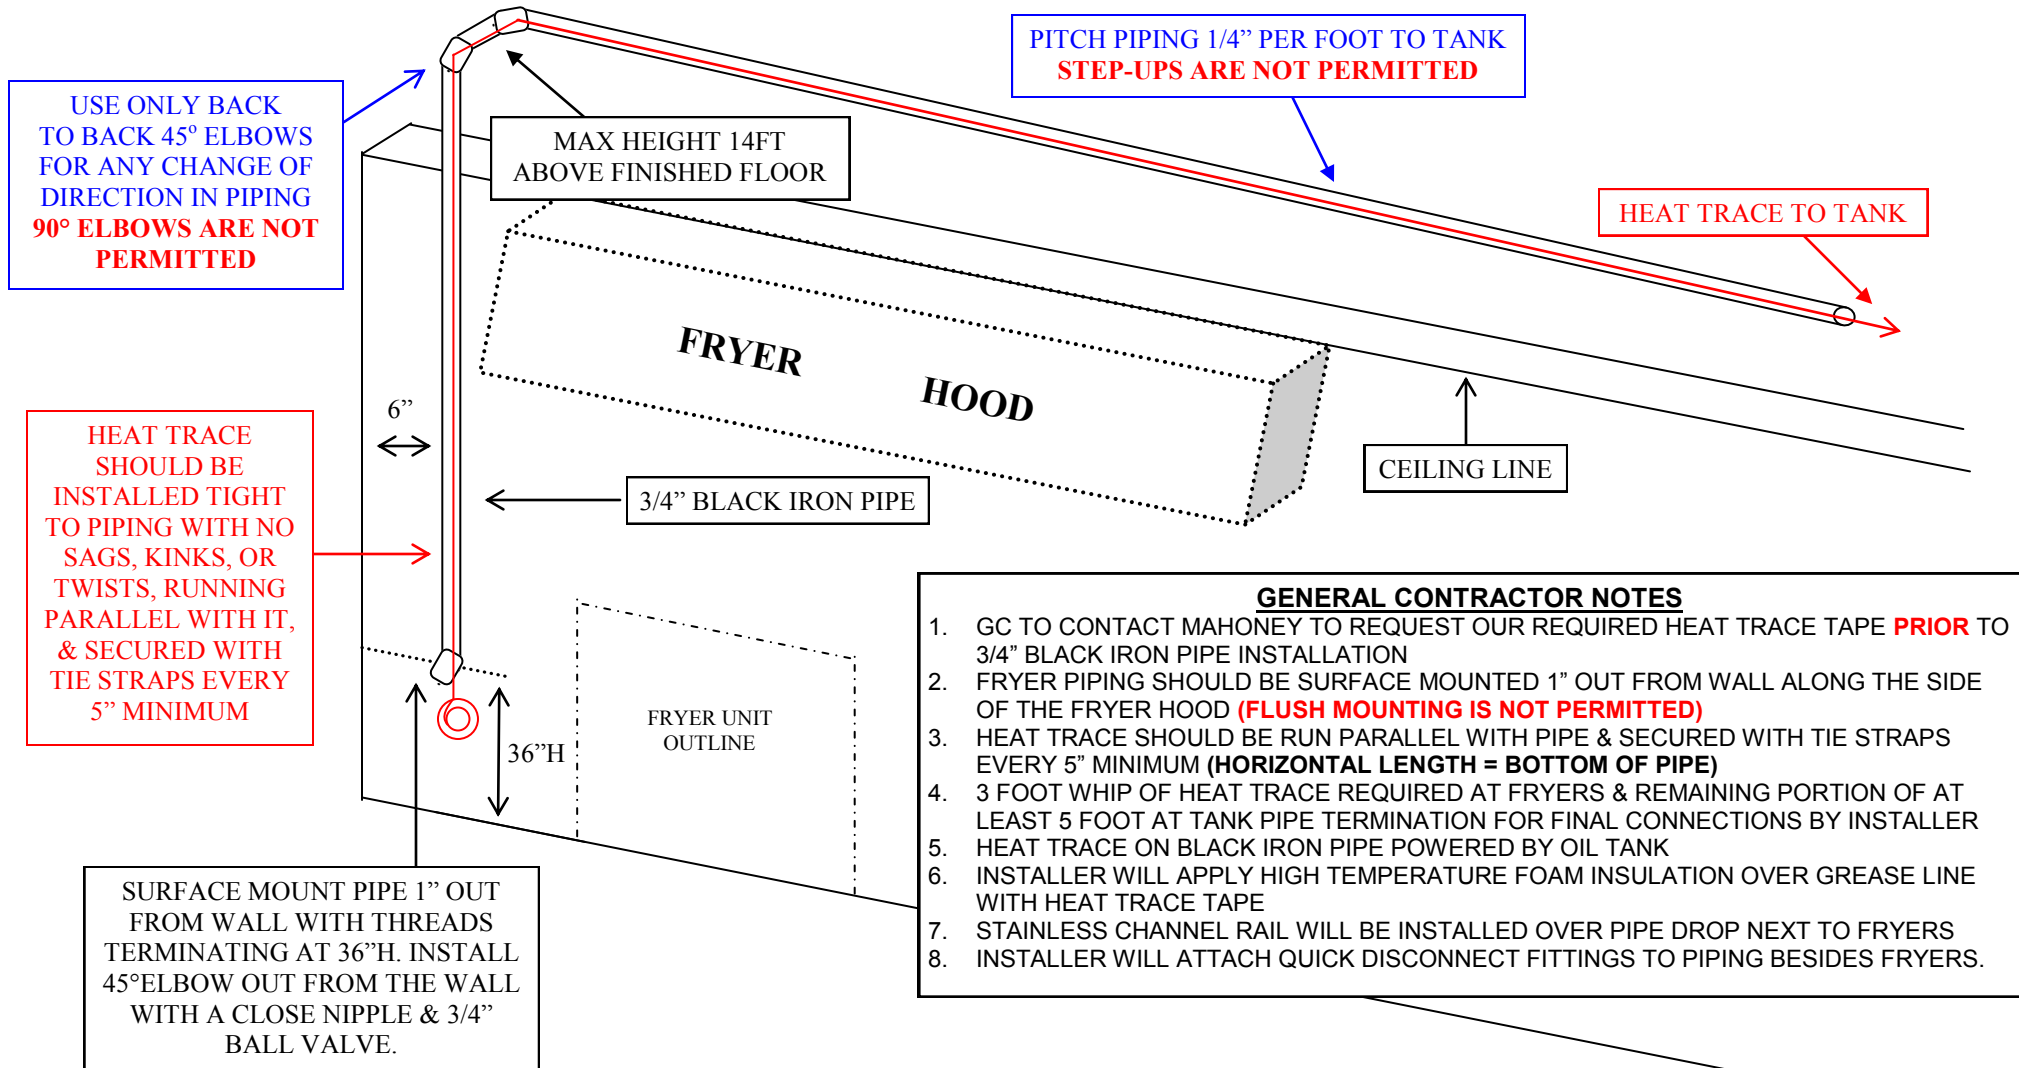 PITCH PIPING 1/4” PER FOOT TO TANK
STEP-UPS ARE NOT PERMITTED
USE ONLY BACK
TO BACK 45° ELBOWS
FOR ANY CHANGE OF
DIRECTION IN PIPING
90° ELBOWS ARE NOT
PERMITTED
MAX HEIGHT 14FT
ABOVE FINISHED FLOOR
HEAT TRACE TO TANK
FRYER HOOD
6”
CEILING LINE
HEAT TRACE
SHOULD BE
INSTALLED TIGHT
TO PIPING WITH NO
SAGS, KINKS, OR
TWISTS, RUNNING
PARALLEL WITH IT,
& SECURED WITH
TIE STRAPS EVERY
5” MINIMUM
3/4” BLACK IRON PIPE
FRYER UNIT
OUTLINE
36”H
GENERAL CONTRACTOR NOTES
1. GC TO CONTACT MAHONEY TO REQUEST OUR REQUIRED HEAT TRACE TAPE PRIOR TO
3/4” BLACK IRON PIPE INSTALLATION
2. FRYER PIPING SHOULD BE SURFACE MOUNTED 1” OUT FROM WALL ALONG THE SIDE
OF THE FRYER HOOD (FLUSH MOUNTING IS NOT PERMITTED)
3. HEAT TRACE SHOULD BE RUN PARALLEL WITH PIPE & SECURED WITH TIE STRAPS
EVERY 5” MINIMUM (HORIZONTAL LENGTH = BOTTOM OF PIPE)
4. 3 FOOT WHIP OF HEAT TRACE REQUIRED AT FRYERS & REMAINING PORTION OF AT
LEAST 5 FOOT AT TANK PIPE TERMINATION FOR FINAL CONNECTIONS BY INSTALLER
5. HEAT TRACE ON BLACK IRON PIPE POWERED BY OIL TANK
6. INSTALLER WILL APPLY HIGH TEMPERATURE FOAM INSULATION OVER GREASE LINE
WITH HEAT TRACE TAPE
7. STAINLESS CHANNEL RAIL WILL BE INSTALLED OVER PIPE DROP NEXT TO FRYERS
8. INSTALLER WILL ATTACH QUICK DISCONNECT FITTINGS TO PIPING BESIDES FRYERS.
SURFACE MOUNT PIPE 1” OUT
FROM WALL WITH THREADS
TERMINATING AT 36”H. INSTALL
45°ELBOW OUT FROM THE WALL
WITH A CLOSE NIPPLE & 3/4”
BALL VALVE.